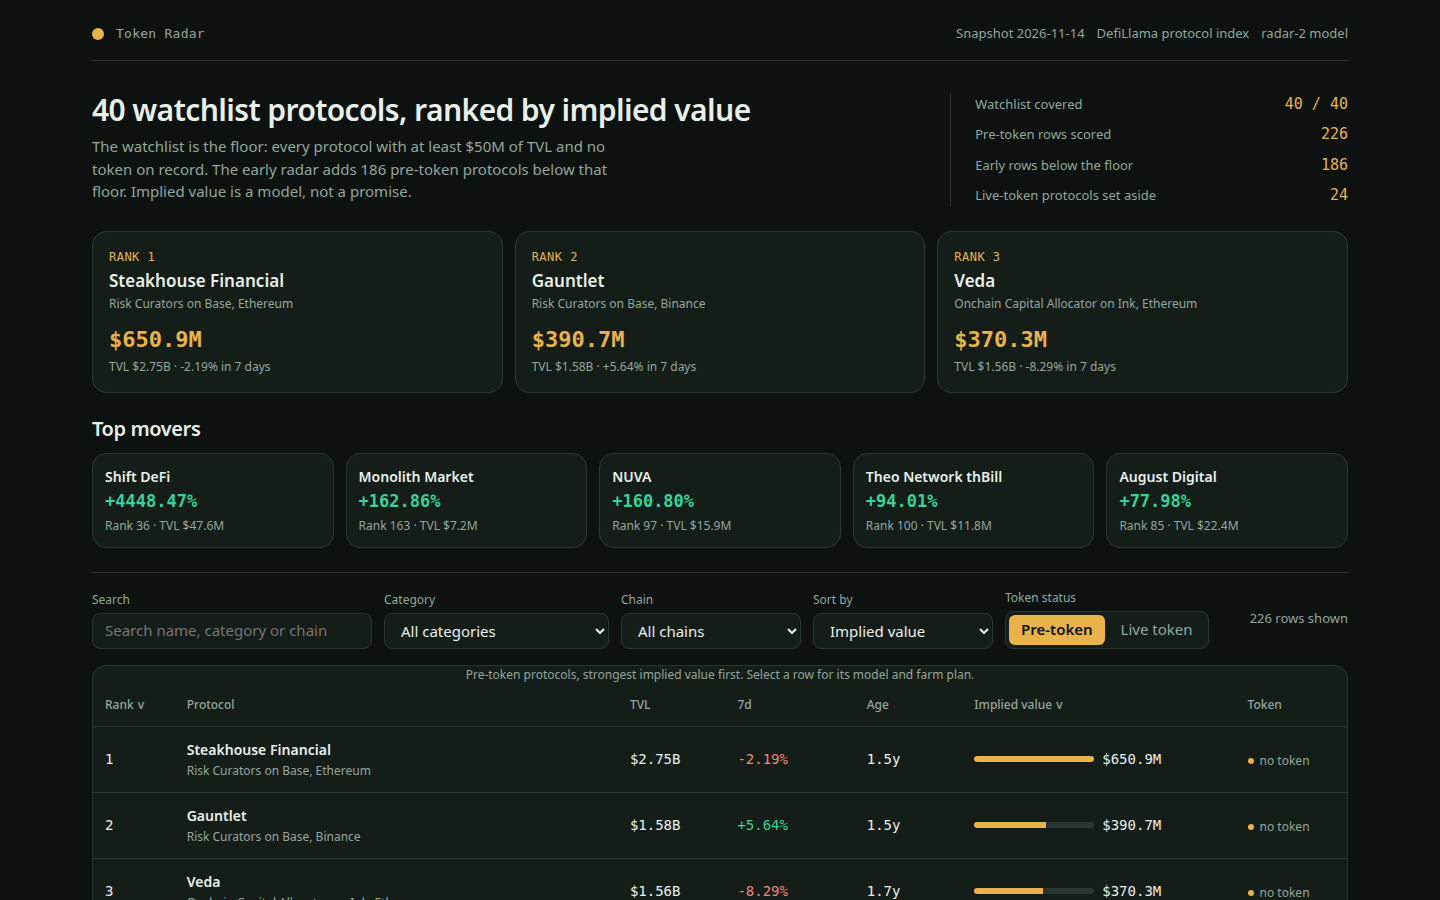 Token Radar
Snapshot 2026-11-14 DefiLlama protocol index radar-2 model
40 watchlist protocols, ranked by implied value
The watchlist is the floor: every protocol with at least $50M of TVL and no
token on record. The early radar adds 186 pre-token protocols below that
floor. Implied value is a model, not a promise.
Watchlist covered 40 / 40
Pre-token rows scored 226
Early rows below the floor 186
Live-token protocols set aside 24
RANK 1
Steakhouse Financial
Risk Curators on Base, Ethereum
$650.9M
TVL $2.75B · -2.19% in 7 days
RANK 2
Gauntlet
Risk Curators on Base, Binance
$390.7M
TVL $1.58B · +5.64% in 7 days
RANK 3
Veda
Onchain Capital Allocator on Ink, Ethereum
$370.3M
TVL $1.56B · -8.29% in 7 days
Top movers
Shift DeFi
+4448.47%
Rank 36 · TVL $47.6M
Monolith Market
+162.86%
Rank 163 · TVL $7.2M
NUVA
+160.80%
Rank 97 · TVL $15.9M
Theo Network thBill
+94.01%
Rank 100 · TVL $11.8M
August Digital
+77.98%
Rank 85 · TVL $22.4M
Search
Search name, category or chain
Category
All categories
Chain
All chains
Sort by
Implied value
Token status
Pre-token Live token
226 rows shown
Pre-token protocols, strongest implied value first. Select a row for its model and farm plan.
Rank v Protocol TVL 7d Age Implied value v Token
1 Steakhouse Financial $2.75B -2.19% 1.5y $650.9M no token
Risk Curators on Base, Ethereum
2 Gauntlet $1.58B +5.64% 1.5y $390.7M no token
Risk Curators on Base, Binance
3 Veda $1.56B -8.29% 1.7y $370.3M no token